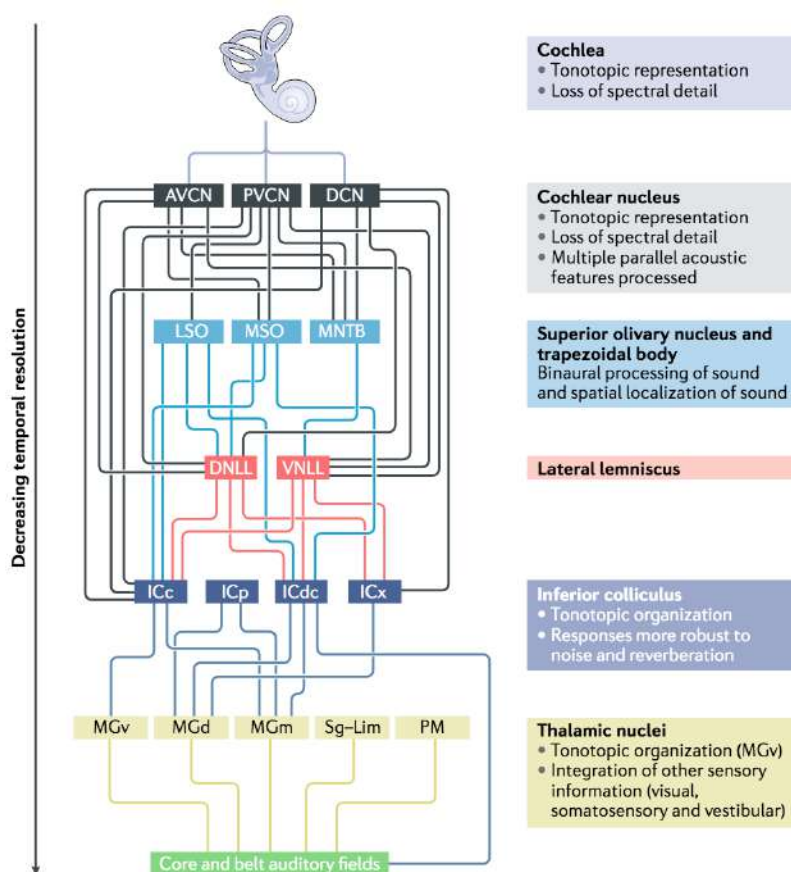 Decreasing temporal resolution
Cochlea
• Tonotopic representation
• Loss of spectral detail
AVCN
PVCN
DCN
Cochlear nucleus
• Tonotopic representation
• Loss of spectral detail
• Multiple parallel acoustic
features processed
LSO
MSO
MNTB
Superior olivary nucleus and
trapezoidal body
Binaural processing of sound
and spatial localization of sound
DNLL
VNLL
Lateral lemniscus
ICc
ICp
ICdc
ICx
Inferior colliculus
• Tonotopic organization
• Responses more robust to
noise and reverberation
MGv
MGd
MGm
Sg–Lim
PM
Thalamic nuclei
• Tonotopic organization (MGv)
• Integration of other sensory
information (visual,
somatosensory and vestibular)
Core and belt auditory fields